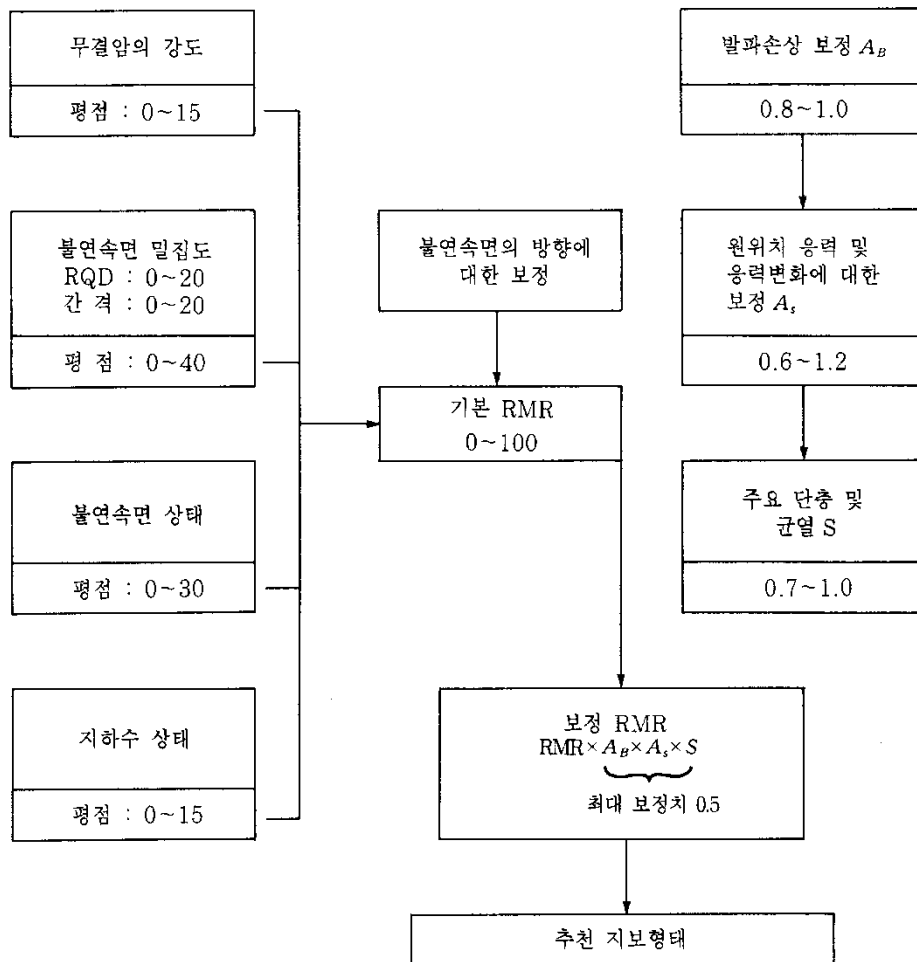 무결암의 강도
평점 : 0~15
불연속면 밀집도
RQD : 0~20
간 격 : 0~20
평 점 : 0~40
불연속면 상태
평점 : 0~30
지하수 상태
평점 : 0~15
불연속면의 방향에
대한 보정
기본 RMR
0~100
발파손상 보정 A_B
0.8~1.0
원위치 응력 및
응력변화에 대한
보정 A_s
0.6~1.2
주요 단층 및
균열 S
0.7~1.0
보정 RMR
RMR×A_B×A_s×S
최대 보정치 0.5
추천 지보형태